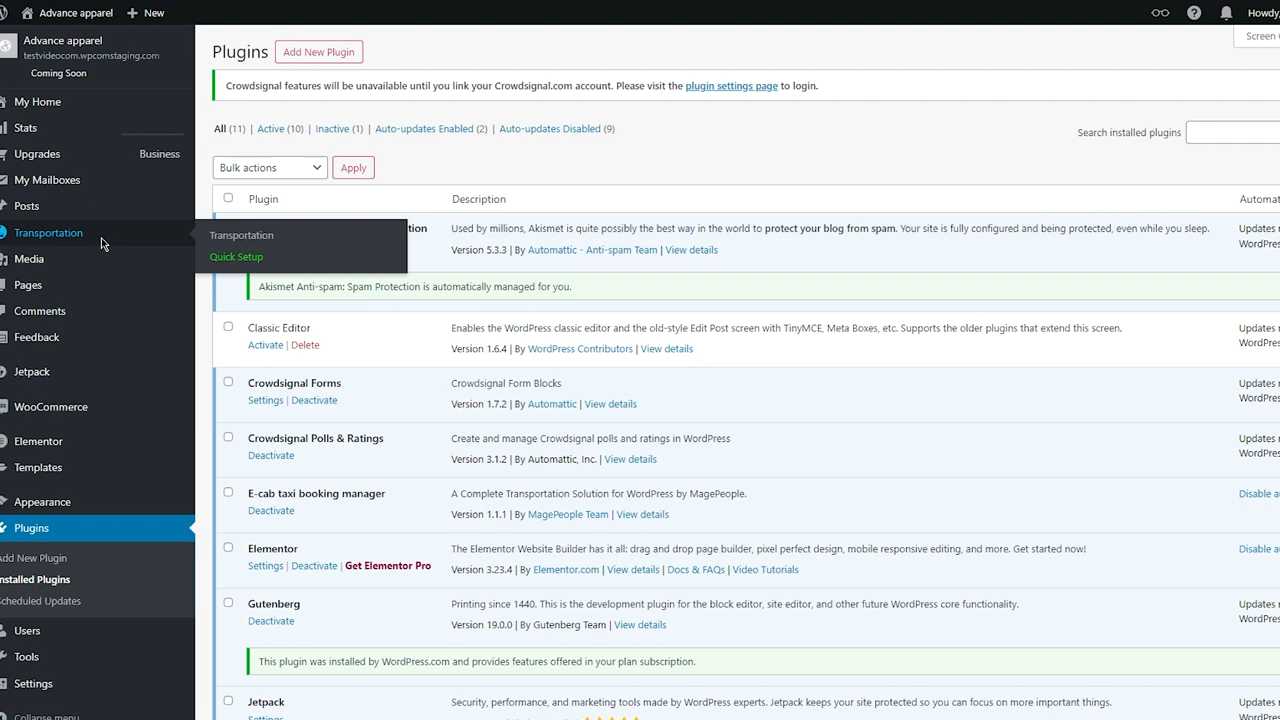 Advance apparel
New
Howdy,
Advance apparel
testvideocom.wpcomstaging.com
Coming Soon
My Home
Stats
Upgrades
Business
My Mailboxes
Posts
Transportation
Media
Pages
Comments
Feedback
Jetpack
WooCommerce
Elementor
Templates
Appearance
Plugins
Add New Plugin
Installed Plugins
Scheduled Updates
Users
Tools
Settings
Collapse menu
Transportation
Quick Setup
Screen
Plugins
Add New Plugin
Crowdsignal features will be unavailable until you link your Crowdsignal.com account. Please visit the plugin settings page to login.
All (11) | Active (10) | Inactive (1) | Auto-updates Enabled (2) | Auto-updates Disabled (9)
Search installed plugins
Bulk actions
Apply
Plugin Description Automat
tion
Used by millions, Akismet is quite possibly the best way in the world to protect your blog from spam. Your site is fully configured and being protected, even while you sleep.
Version 5.3.3 | By Automattic - Anti-spam Team | View details
Updates
WordPres
Akismet Anti-spam: Spam Protection is automatically managed for you.
Classic Editor
Activate | Delete
Enables the WordPress classic editor and the old-style Edit Post screen with TinyMCE, Meta Boxes, etc. Supports the older plugins that extend this screen.
Version 1.6.4 | By WordPress Contributors | View details
Updates
WordPres
Crowdsignal Forms
Settings | Deactivate
Crowdsignal Form Blocks
Version 1.7.2 | By Automattic | View details
Updates
WordPres
Crowdsignal Polls & Ratings
Deactivate
Create and manage Crowdsignal polls and ratings in WordPress
Version 3.1.2 | By Automattic, Inc. | View details
Updates
WordPres
E-cab taxi booking manager
Deactivate
A Complete Transportation Solution for WordPress by MagePeople.
Version 1.1.1 | By MagePeople Team | View details
Disable a
Elementor
Settings | Deactivate | Get Elementor Pro
The Elementor Website Builder has it all: drag and drop page builder, pixel perfect design, mobile responsive editing, and more. Get started now!
Version 3.23.4 | By Elementor.com | View details | Docs & FAQs | Video Tutorials
Disable a
Gutenberg
Deactivate
Printing since 1440. This is the development plugin for the block editor, site editor, and other future WordPress core functionality.
Version 19.0.0 | By Gutenberg Team | View details
Updates
WordPres
This plugin was installed by WordPress.com and provides features offered in your plan subscription.
Jetpack
Settings
Security, performance, and marketing tools made by WordPress experts. Jetpack keeps your site protected so you can focus on more important things.
Updates
WordPres